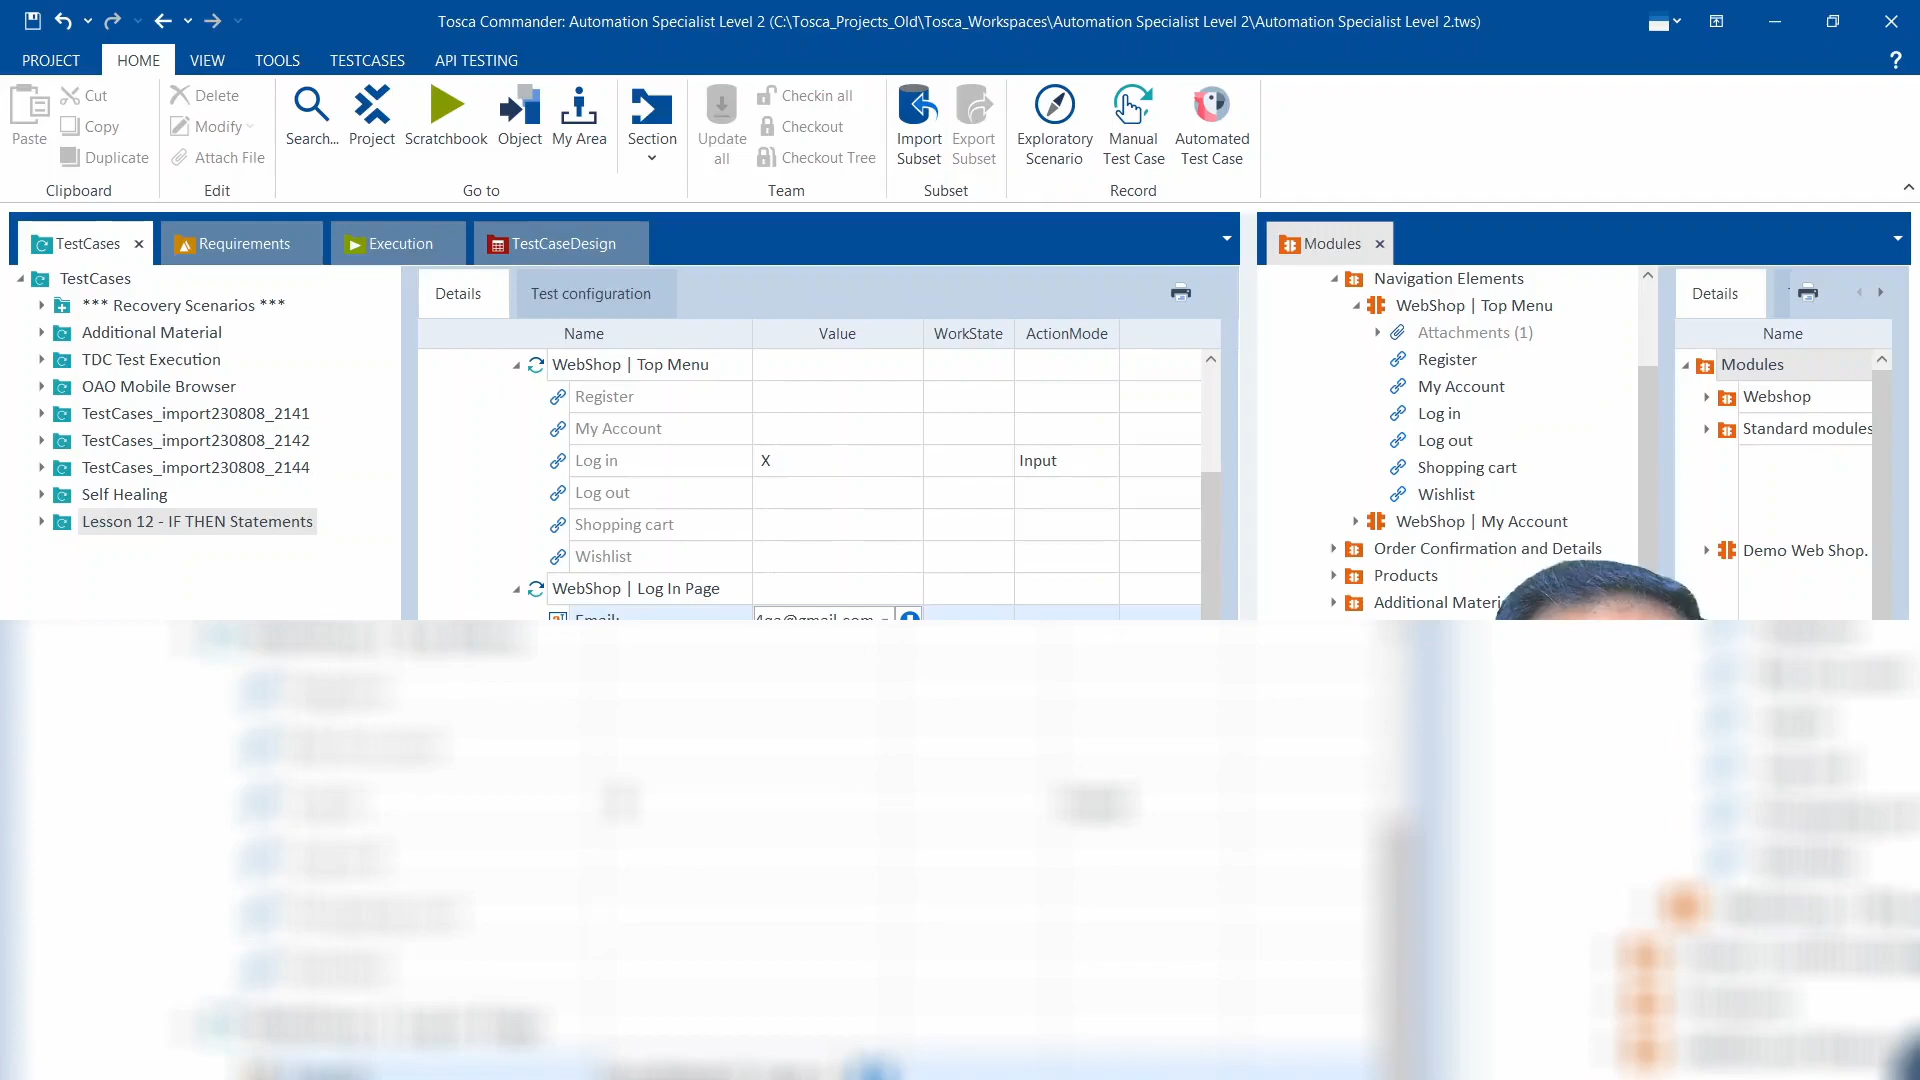 Tosca Commander: Automation Specialist Level 2 (C:\Tosca_Projects_Old\Tosca_Workspaces\Automation Specialist Level 2\Automation Specialist Level 2.tws)
PROJECT HOME VIEW TOOLS TESTCASES API TESTING ?
Paste
Cut
Copy
Duplicate
Clipboard
Delete
Modify
Attach File
Edit
Search...
Project
Scratchbook
Object
My Area
Go to
Section
Update all
Checkin all
Checkout
Checkout Tree
Team
Import Subset
Export Subset
Subset
Exploratory Scenario
Manual Test Case
Automated Test Case
Record
TestCases Requirements Execution TestCaseDesign
TestCases
*** Recovery Scenarios ***
Additional Material
TDC Test Execution
OAO Mobile Browser
TestCases_import230808_2141
TestCases_import230808_2142
TestCases_import230808_2144
Self Healing
Lesson 12 - IF THEN Statements
Details Test configuration
Name Value WorkState ActionMode
WebShop | Top Menu
Register
My Account
Log in X Input
Log out
Shopping cart
Wishlist
WebShop | Log In Page
Email:
Modules
Navigation Elements
WebShop | Top Menu
Attachments (1)
Register
My Account
Log in
Log out
Shopping cart
Wishlist
WebShop | My Account
Order Confirmation and Details
Products
Additional
Details
Name
Modules
Webshop
Standard modules
Demo Web Shop.